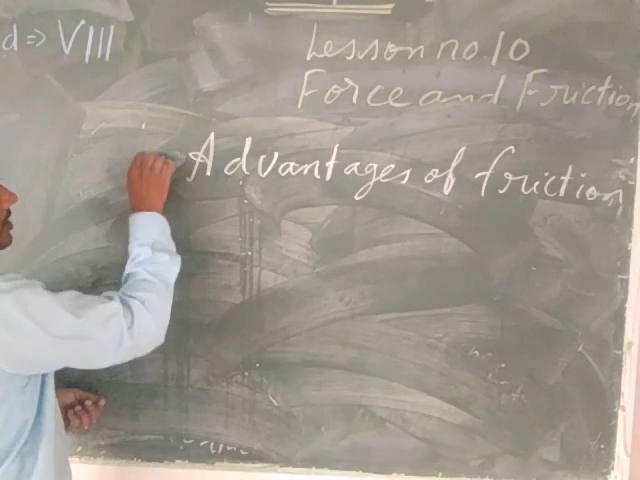 d => VIII
Lesson no 10
Force and Friction
Advantages of friction